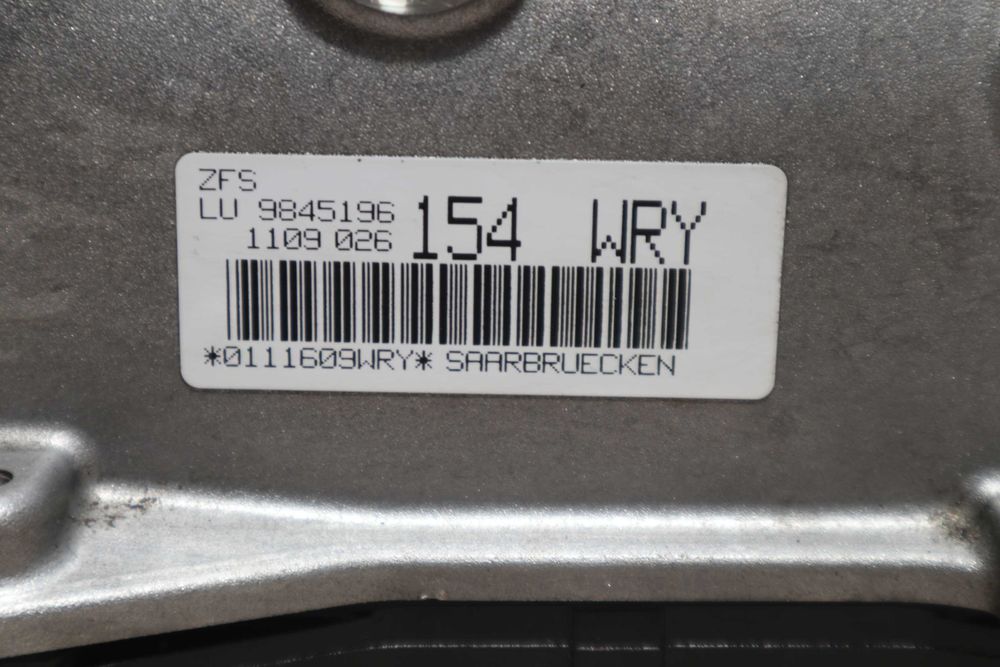 ZFS
LU 9845196
1109 026 154 WRY
*0111609WRY* SAARBRUECKEN